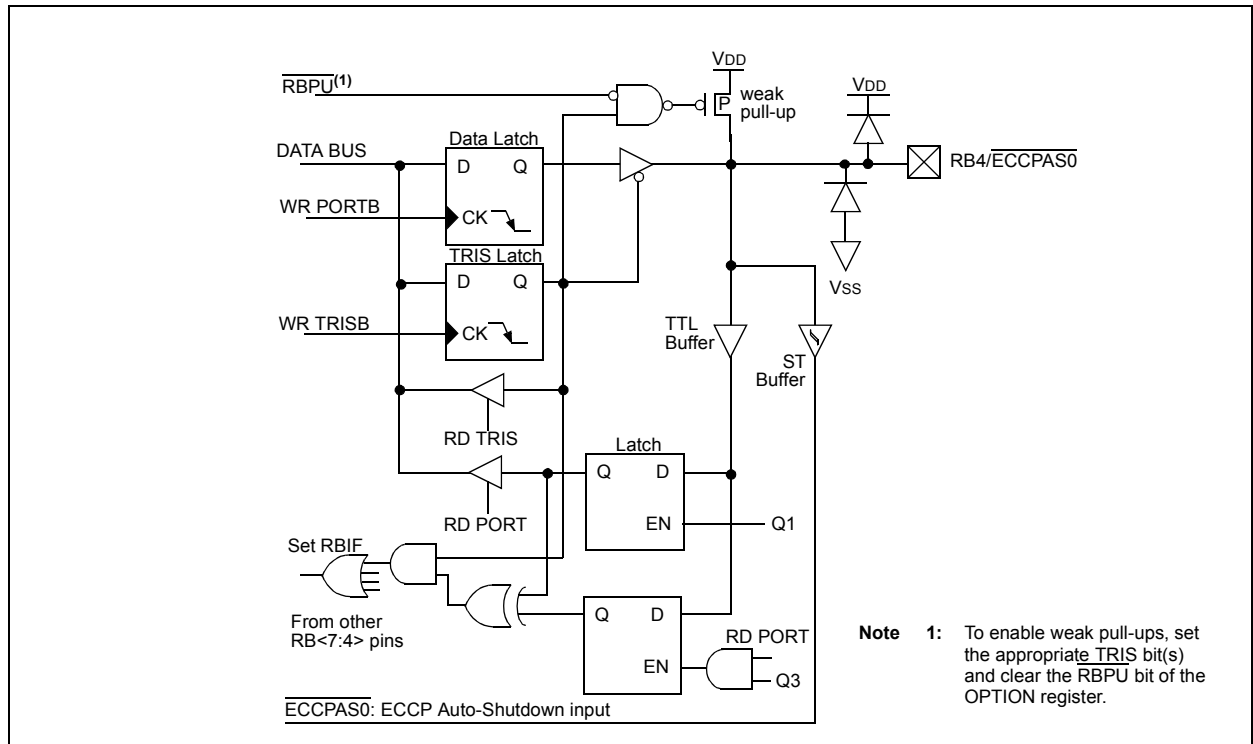 VDD
RBPU(1)
weak
pull-up
P
VDD
Data Latch
DATA BUS
D Q
RB4/ECCPAS0
WR PORTB
CK
TRIS Latch
D Q
VSS
WR TRISB
CK
TTL
Buffer
ST
Buffer
RD TRIS
Latch
Q D
RD PORT
EN
Q1
Set RBIF
From other
RB<7:4> pins
Q D
RD PORT
EN
Q3
Note 1: To enable weak pull-ups, set
the appropriate TRIS bit(s)
and clear the RBPU bit of the
OPTION register.
ECCPAS0: ECCP Auto-Shutdown input